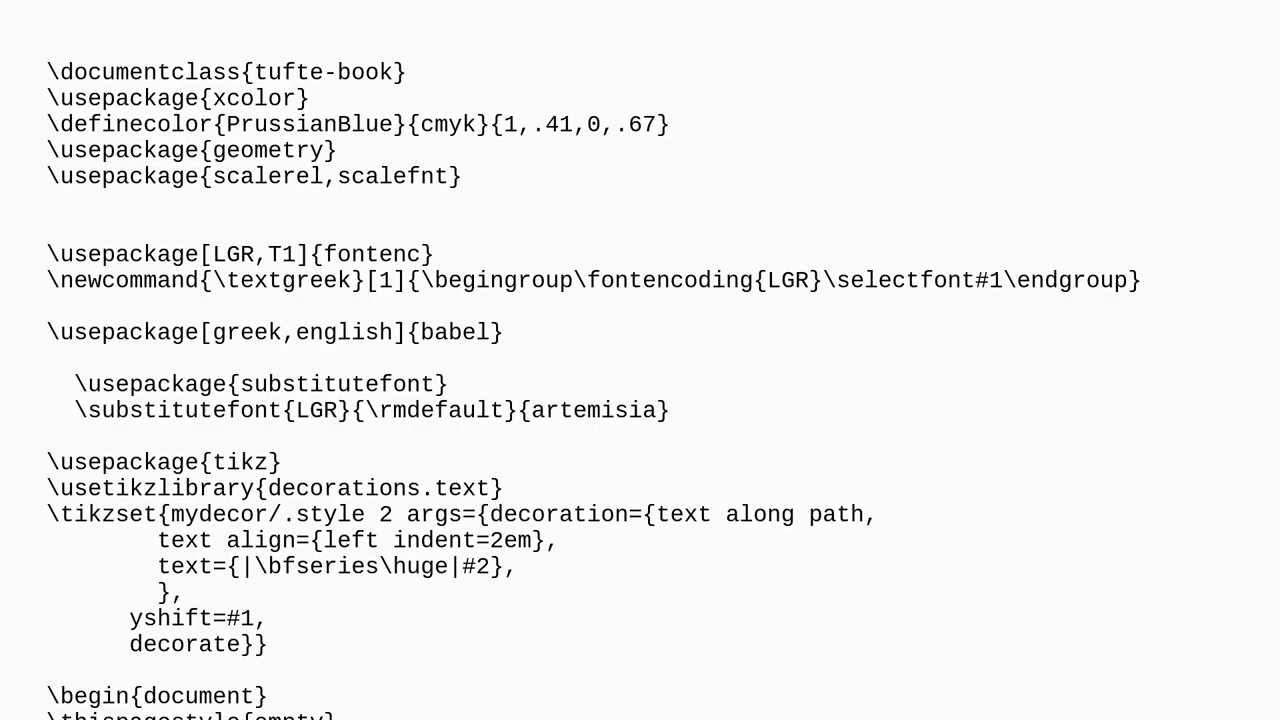 \documentclass{tufte-book}
\usepackage{xcolor}
\definecolor{PrussianBlue}{cmyk}{1,.41,0,.67}
\usepackage{geometry}
\usepackage{scalerel,scalefnt}
\usepackage[LGR,T1]{fontenc}
\newcommand{\textgreek}[1]{\begingroup\fontencoding{LGR}\selectfont#1\endgroup}
\usepackage[greek,english]{babel}
\usepackage{substitutefont}
\substitutefont{LGR}{\rmdefault}{artemisia}
\usepackage{tikz}
\usetikzlibrary{decorations.text}
\tikzset{mydecor/.style 2 args={decoration={text along path,
text align={left indent=2em},
text={|\bfseries\huge|#2},
},
yshift=#1,
decorate}}
\begin{document}
\thispagestyle{empty}